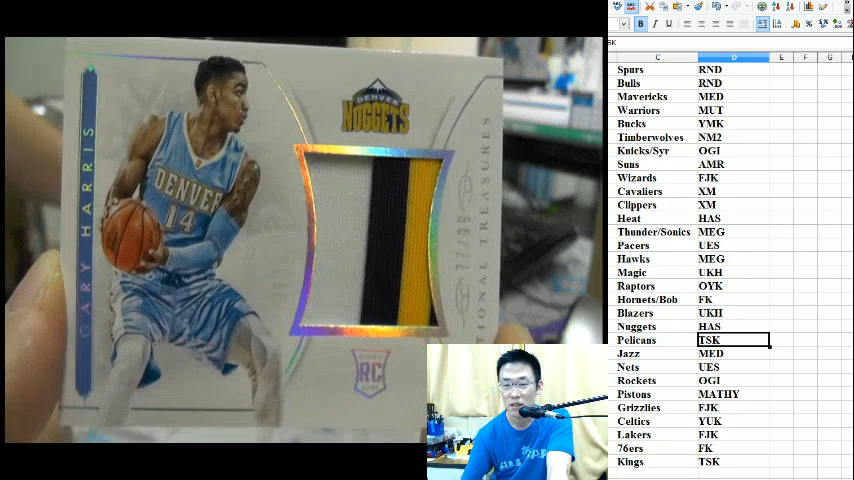 GARY HARRIS
DENVER
NUGGETS
DENVER
14
77/99
TIONAL TREASURES
RC
SK
C D E F G
Spurs RND
Bulls RND
Mavericks MED
Warriors MUT
Bucks YMK
Timberwolves NM2
Knicks/Syr OGI
Suns AMR
Wizards FJK
Cavaliers XM
Clippers XM
Heat HAS
Thunder/Sonics MEG
Pacers UES
Hawks MEG
Magic UKH
Raptors OYK
Hornets/Bob FK
Blazers UKH
Nuggets HAS
Pelicans TSK
Jazz MED
Nets UES
Rockets OGI
Pistons MATHY
Grizzlies FJK
Celtics YUK
Lakers FJK
76ers FK
Kings TSK